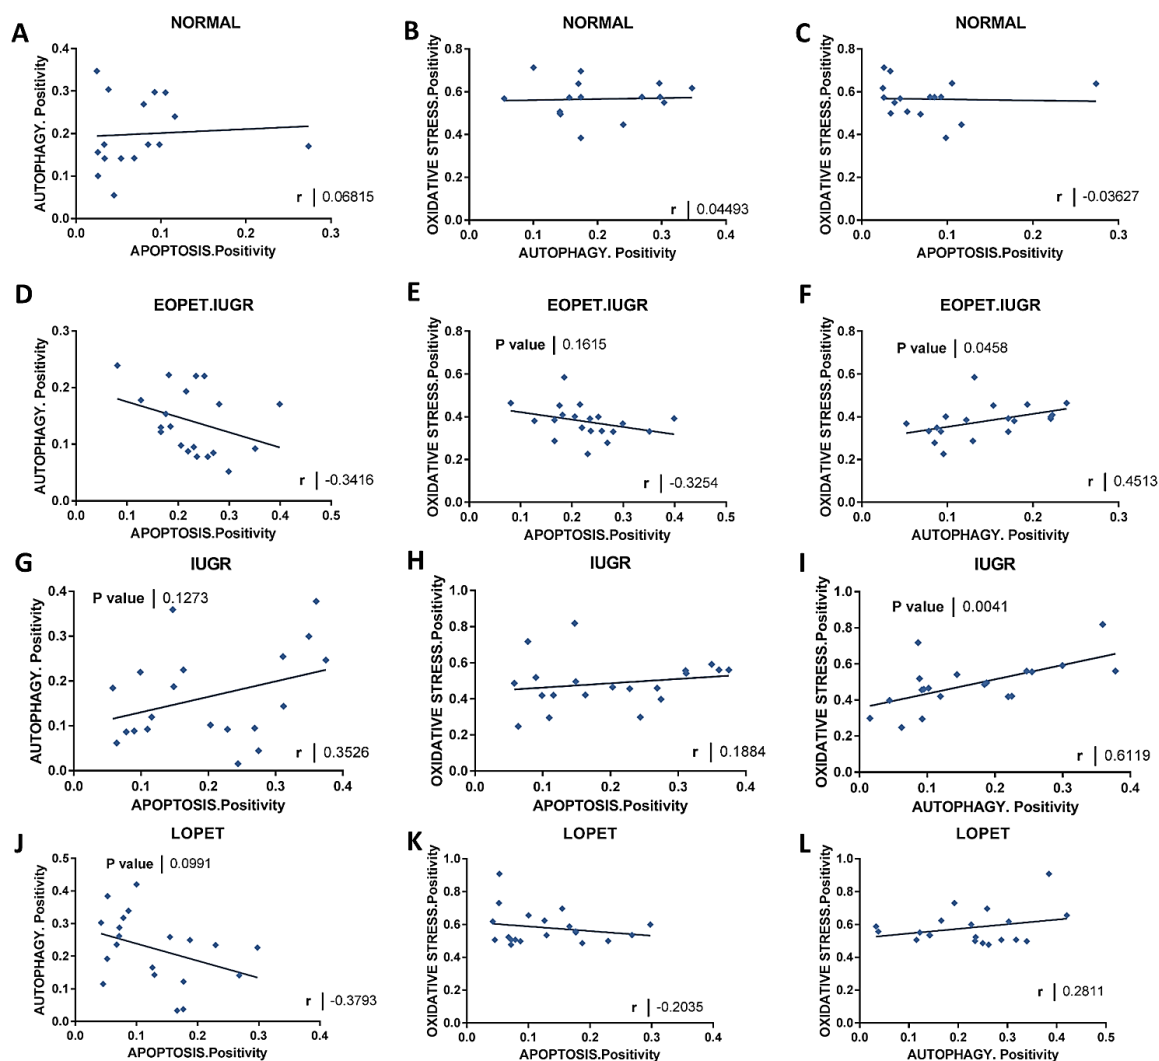 A
NORMAL
AUTOPHAGY. Positivity
0.4
0.3
0.2
0.1
0.0
0.0 0.1 0.2 0.3
APOPTOSIS.Positivity
r 0.06815
B
NORMAL
OXIDATIVE STRESS.Positivity
0.8
0.6
0.4
0.2
0.0
0.0 0.1 0.2 0.3 0.4
AUTOPHAGY. Positivity
r 0.04493
C
NORMAL
OXIDATIVE STRESS.Positivity
0.8
0.6
0.4
0.2
0.0
0.0 0.1 0.2 0.3
APOPTOSIS.Positivity
r -0.03627
D
EOPET.IUGR
AUTOPHAGY. Positivity
0.3
0.2
0.1
0.0
0.0 0.1 0.2 0.3 0.4 0.5
APOPTOSIS.Positivity
r -0.3416
E
EOPET.IUGR
OXIDATIVE STRESS.Positivity
0.8
0.6
0.4
0.2
0.0
0.0 0.1 0.2 0.3 0.4 0.5
APOPTOSIS.Positivity
P value 0.1615
r -0.3254
F
EOPET.IUGR
OXIDATIVE STRESS.Positivity
0.8
0.6
0.4
0.2
0.0
0.0 0.1 0.2 0.3
AUTOPHAGY. Positivity
P value 0.0458
r 0.4513
G
IUGR
AUTOPHAGY. Positivity
0.4
0.3
0.2
0.1
0.0
0.0 0.1 0.2 0.3 0.4
APOPTOSIS.Positivity
P value 0.1273
r 0.3526
H
IUGR
OXIDATIVE STRESS.Positivity
1.0
0.8
0.6
0.4
0.2
0.0
0.0 0.1 0.2 0.3 0.4
APOPTOSIS.Positivity
r 0.1884
I
IUGR
OXIDATIVE STRESS.Positivity
1.0
0.8
0.6
0.4
0.2
0.0
0.0 0.1 0.2 0.3 0.4
AUTOPHAGY. Positivity
P value 0.0041
r 0.6119
J
LOPET
AUTOPHAGY. Positivity
0.5
0.4
0.3
0.2
0.1
0.0
0.0 0.1 0.2 0.3 0.4
APOPTOSIS.Positivity
P value 0.0991
r -0.3793
K
LOPET
OXIDATIVE STRESS.Positivity
1.0
0.8
0.6
0.4
0.2
0.0
0.0 0.1 0.2 0.3 0.4
APOPTOSIS.Positivity
r -0.2035
L
LOPET
OXIDATIVE STRESS.Positivity
1.0
0.8
0.6
0.4
0.2
0.0
0.0 0.1 0.2 0.3 0.4 0.5
AUTOPHAGY. Positivity
r 0.2811